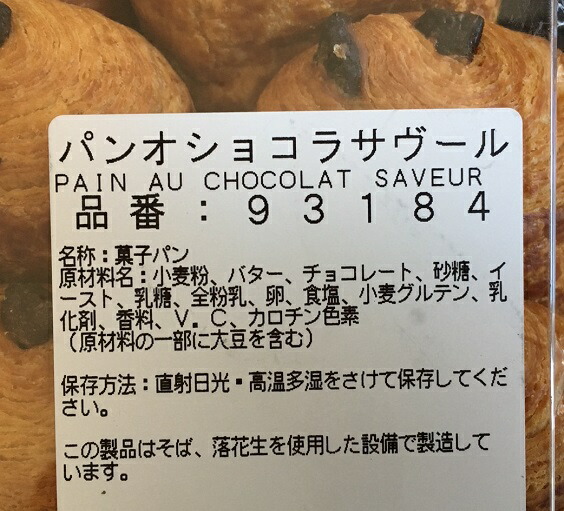 パンオショコラサヴール
PAIN AU CHOCOLAT SAVEUR
品番：93184
名称：菓子パン
原材料名：小麦粉、バター、チョコレート、砂糖、イ
ースト、乳糖、全粉乳、卵、食塩、小麦グルテン、乳
化剤、香料、V．C、カロチン色素
（原材料の一部に大豆を含む）
保存方法：直射日光・高温多湿をさけて保存してくだ
さい。
この製品はそば、落花生を使用した設備で製造して
います。